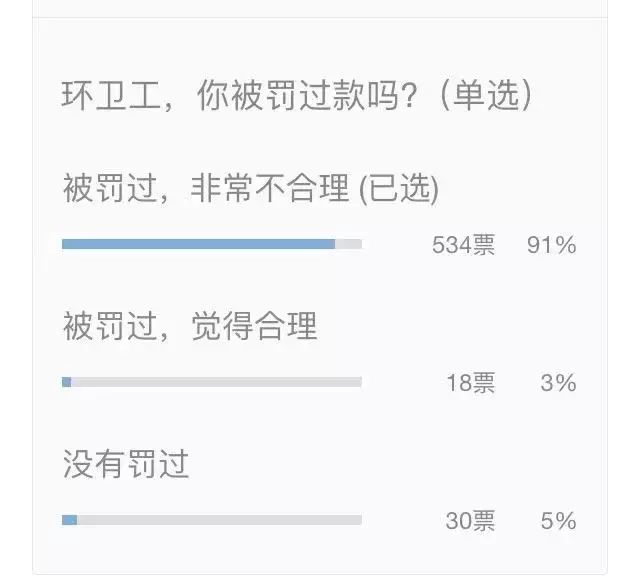 环卫工，你被罚过款吗?（单选）
被罚过，非常不合理 (已选)
534票 91%
被罚过，觉得合理
18票 3%
没有罚过
30票 5%